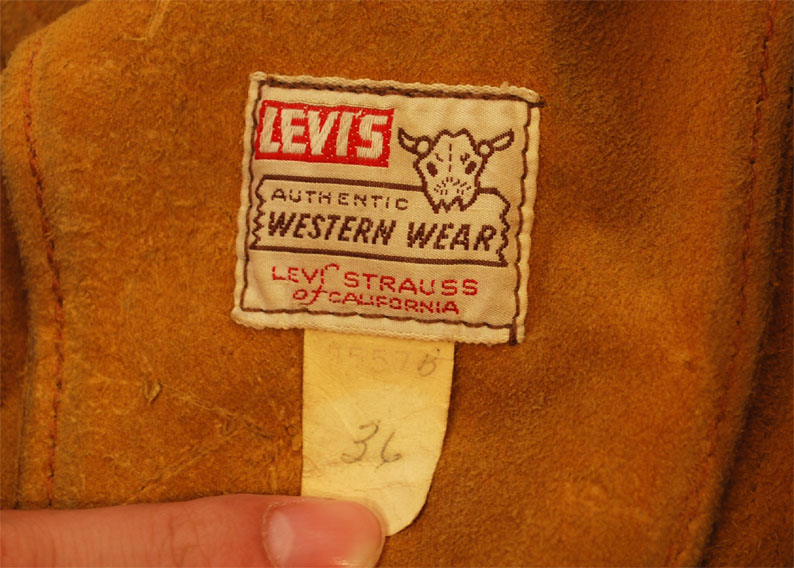 LEVI'S
AUTHENTIC
WESTERN WEAR
LEVI STRAUSS
of CALIFORNIA
36